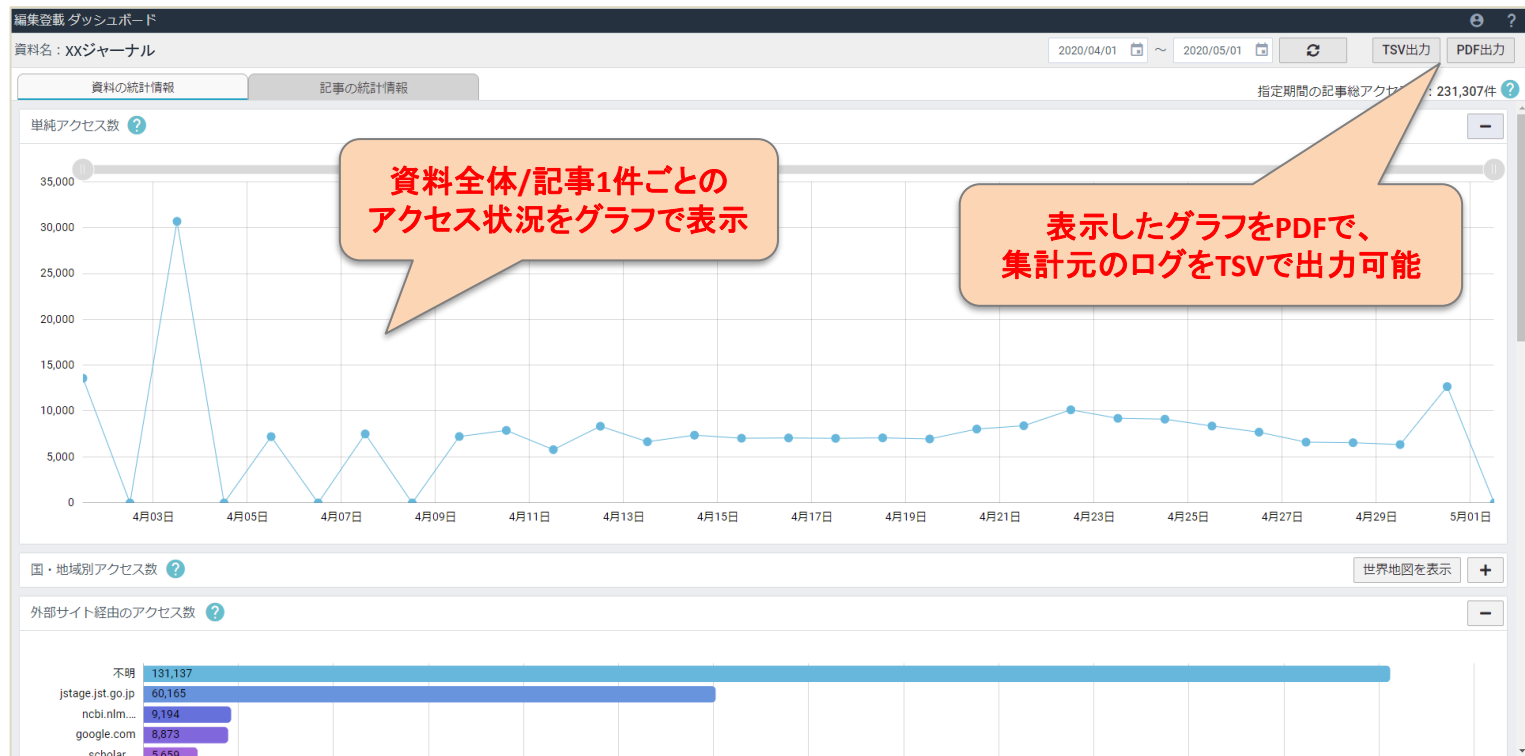 編集登載 ダッシュボード
?
資料名：XXジャーナル
2020/04/01 ～ 2020/05/01 TSV出力 PDF出力
資料の統計情報 記事の統計情報
指定期間の記事総アクセス : 231,307件 ?
単純アクセス数 ?
資料全体/記事1件ごとの
アクセス状況をグラフで表示
表示したグラフをPDFで、
集計元のログをTSVで出力可能
35,000
30,000
25,000
20,000
15,000
10,000
5,000
0
4月03日 4月05日 4月07日 4月09日 4月11日 4月13日 4月15日 4月17日 4月19日 4月21日 4月23日 4月25日 4月27日 4月29日 5月01日
国・地域別アクセス数 ? 世界地図を表示 +
外部サイト経由のアクセス数 ?
不明 131,137
jstage.jst.go.jp 60,165
ncbi.nlm.... 9,194
google.com 8,873
scholar... 5,659